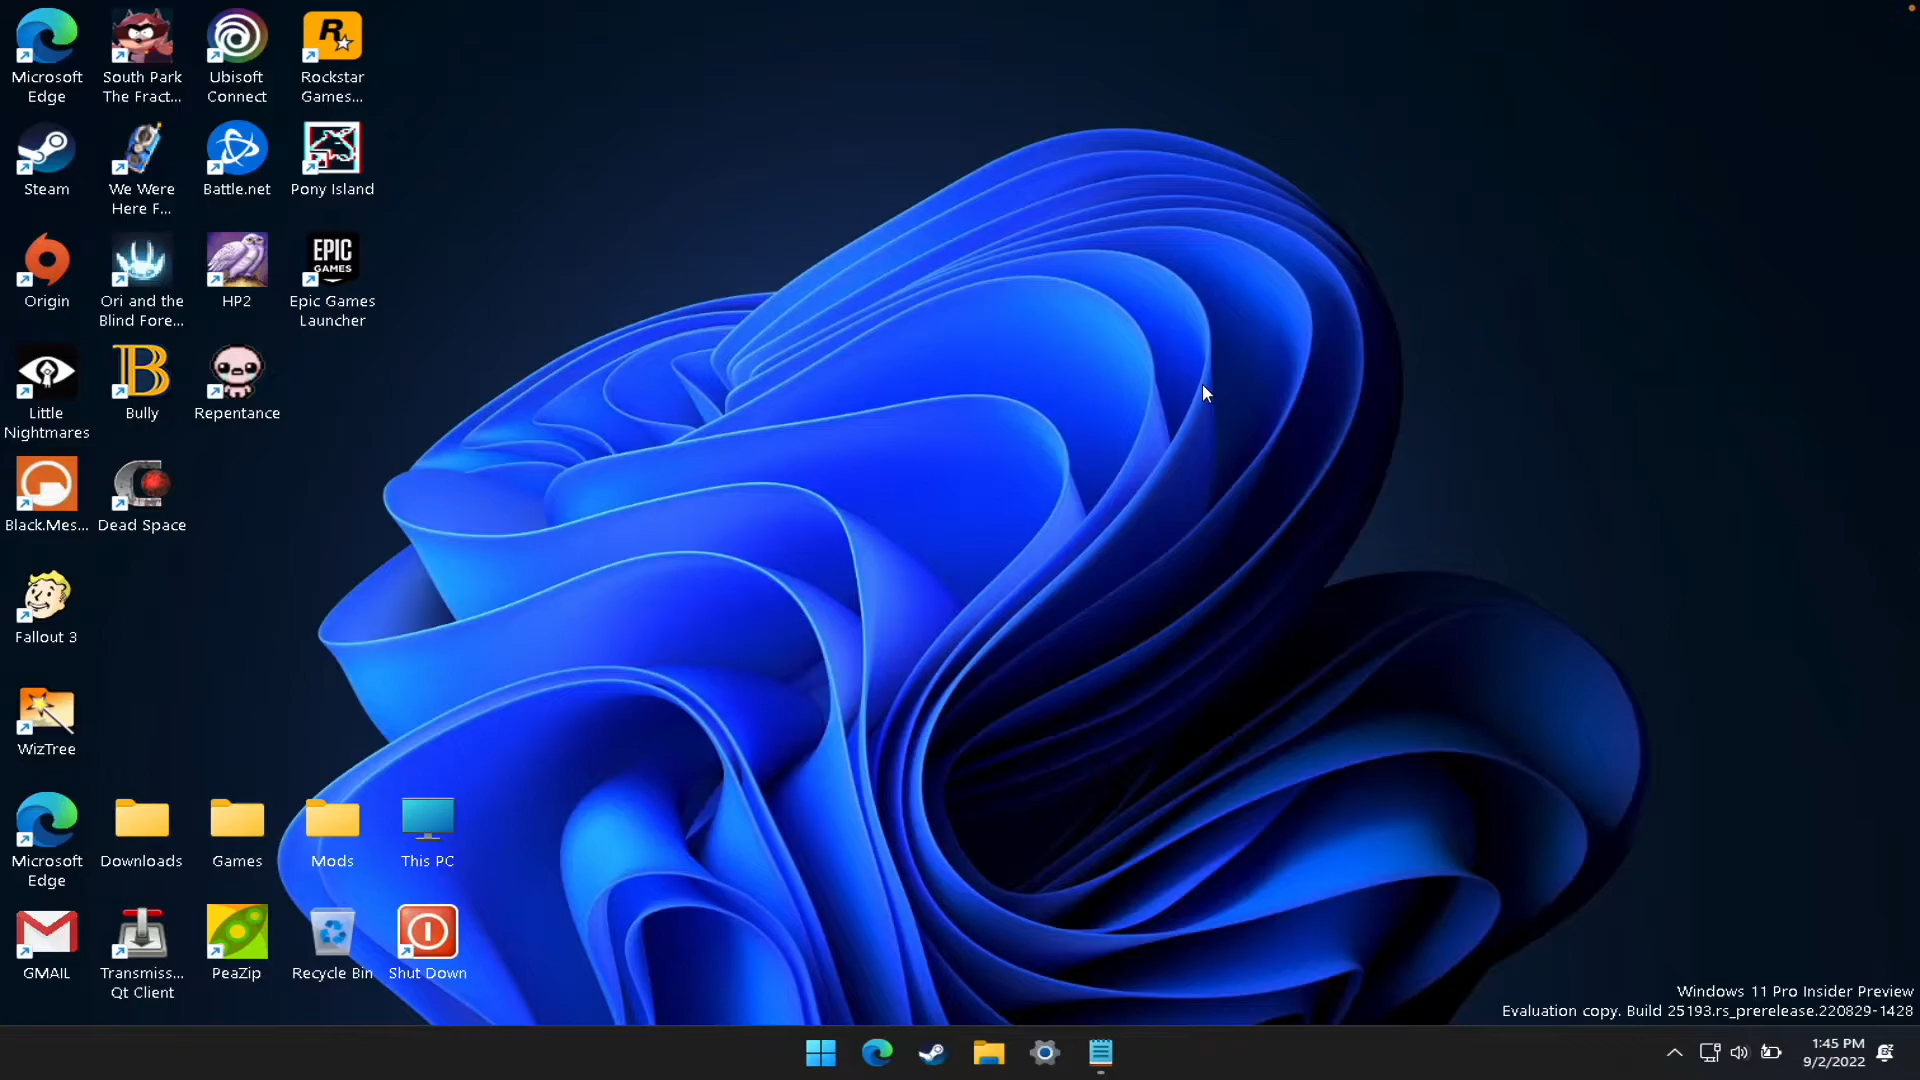 Microsoft
Edge
South Park
The Fract...
Ubisoft
Connect
R
Rockstar
Games...
Steam
We Were
Here F...
Battle.net
Pony Island
Origin
Ori and the
Blind Fore...
HP2
EPIC
GAMES
Epic Games
Launcher
Little
Nightmares
B
Bully
Repentance
Black.Mes...
Dead Space
Fallout 3
WizTree
Microsoft
Edge
Downloads
Games
Mods
This PC
GMAIL
Transmiss...
Qt Client
PeaZip
Recycle Bin
Shut Down
Windows 11 Pro Insider Preview
Evaluation copy. Build 25193.rs_prerelease.220829-1428
1:45 PM
9/2/2022